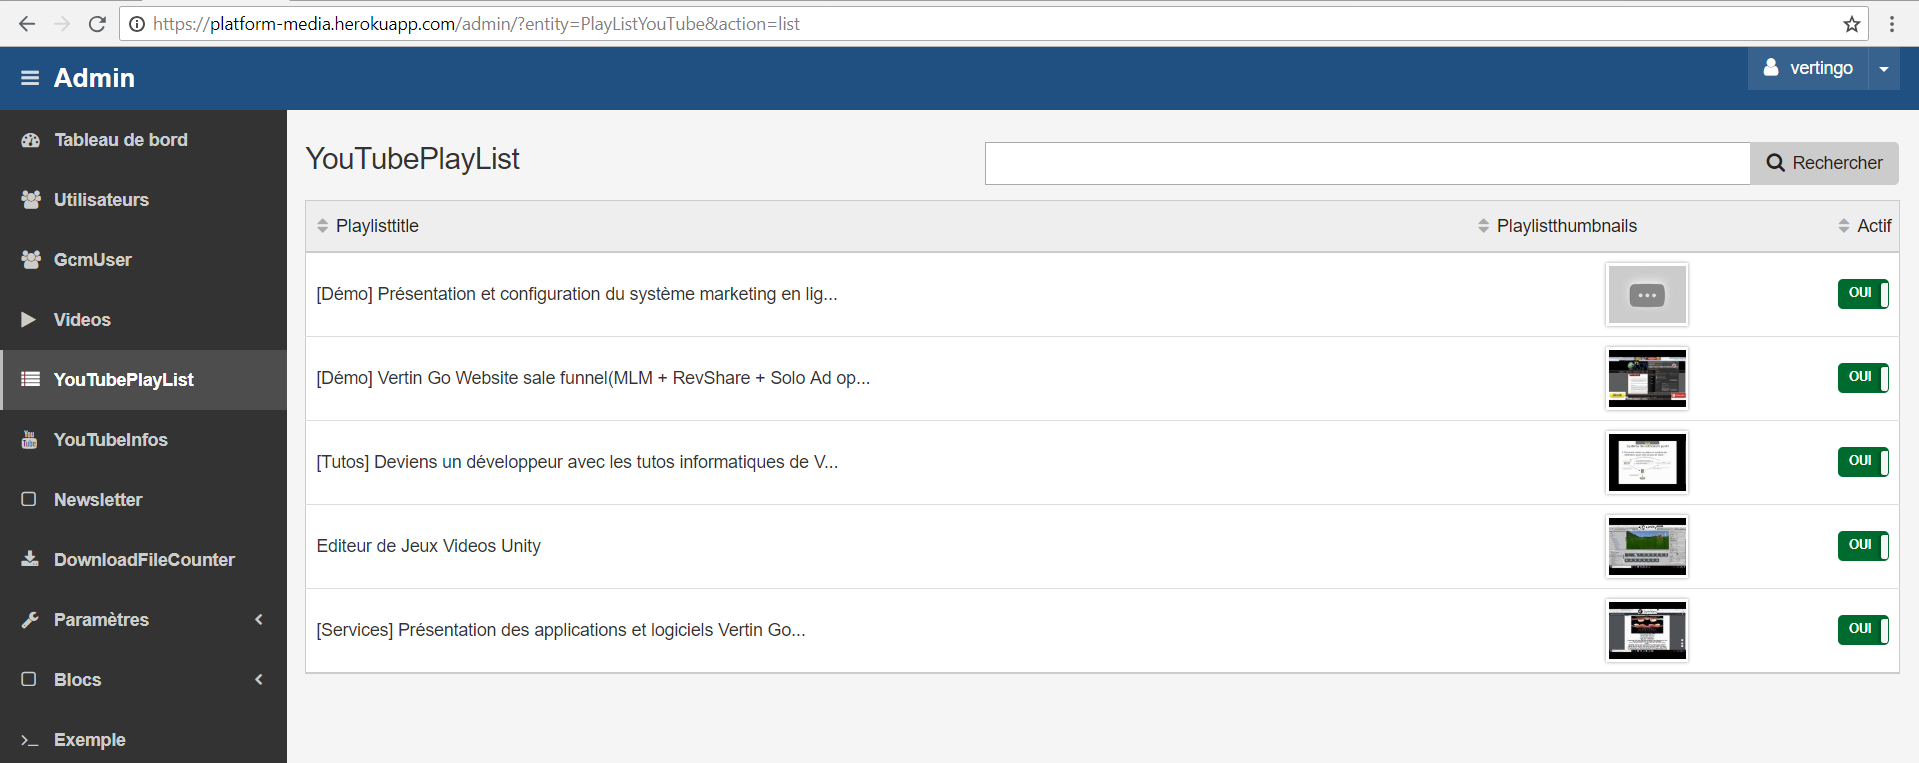 https://platform-media.herokuapp.com/admin/?entity=PlayListYouTube&action=list
Admin
vertingo
Tableau de bord
Utilisateurs
GcmUser
Videos
YouTubePlayList
YouTubeInfos
Newsletter
DownloadFileCounter
Paramètres
Blocs
Exemple
YouTubePlayList
Rechercher
Playlisttitle Playlistthumbnails Actif
[Démo] Présentation et configuration du système marketing en lig... OUI
[Démo] Vertin Go Website sale funnel(MLM + RevShare + Solo Ad op... OUI
[Tutos] Deviens un développeur avec les tutos informatiques de V... OUI
Editeur de Jeux Videos Unity OUI
[Services] Présentation des applications et logiciels Vertin Go... OUI